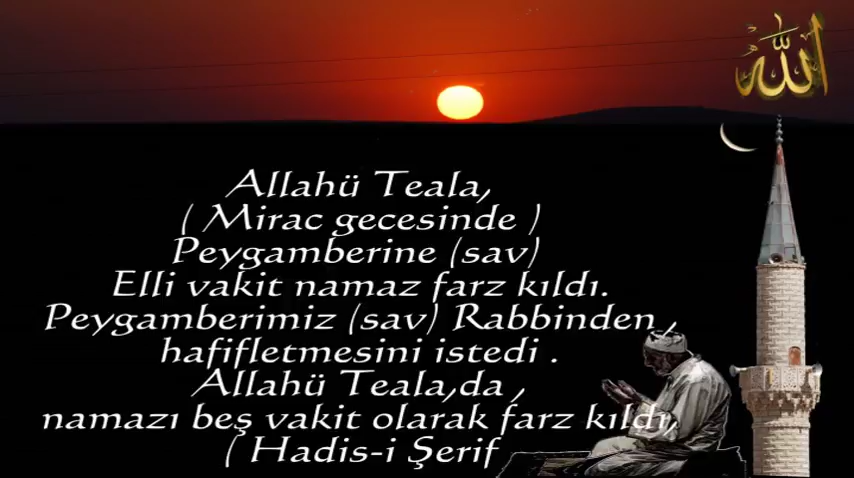 الله
Allahü Teala,
( Mirac gecesinde )
Peygamberine (sav)
Elli vakit namaz farz kıldı.
Peygamberimiz (sav) Rabbinden ,
hafifletmesini istedi .
Allahü Teala,da ,
namazı beş vakit olarak farz kıldı,
( Hadis-i Şerif